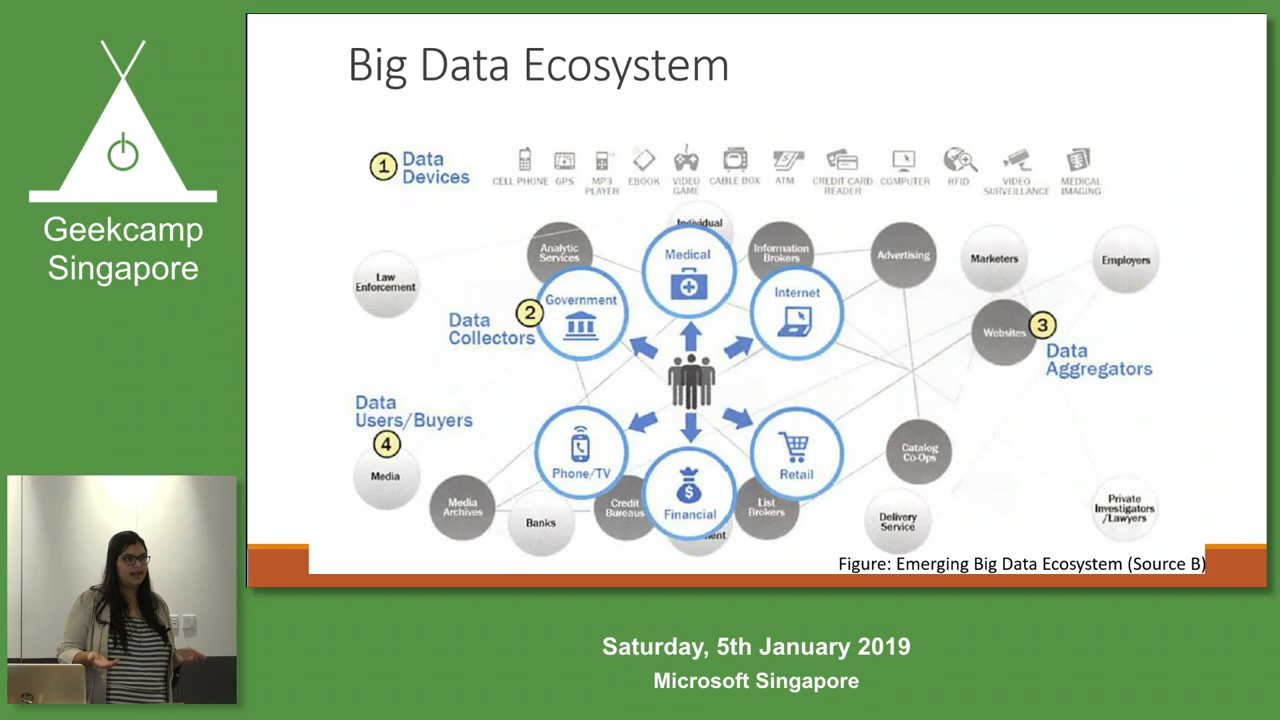 Geekcamp
Singapore
Big Data Ecosystem
1
Data
Devices
CELL PHONE
GPS
MP3
PLAYER
EBOOK
VIDEO
GAME
CABLE BOX
ATM
CREDIT CARD
READER
COMPUTER
RFID
VIDEO
SURVEILLANCE
MEDICAL
IMAGING
Law
Enforcement
Analytic
Services
Individual
Medical
Information
Brokers
Advertising
Marketers
Employers
2
Data
Collectors
Government
Internet
Websites
3
Data
Aggregators
Data
Users/Buyers
4
Media
Phone/TV
Retail
Catalog
Co-Ops
Media
Archives
Banks
Credit
Bureaus
Financial
List
Brokers
Delivery
Service
Private
Investigators
/Lawyers
Figure: Emerging Big Data Ecosystem (Source B)
Saturday, 5th January 2019
Microsoft Singapore